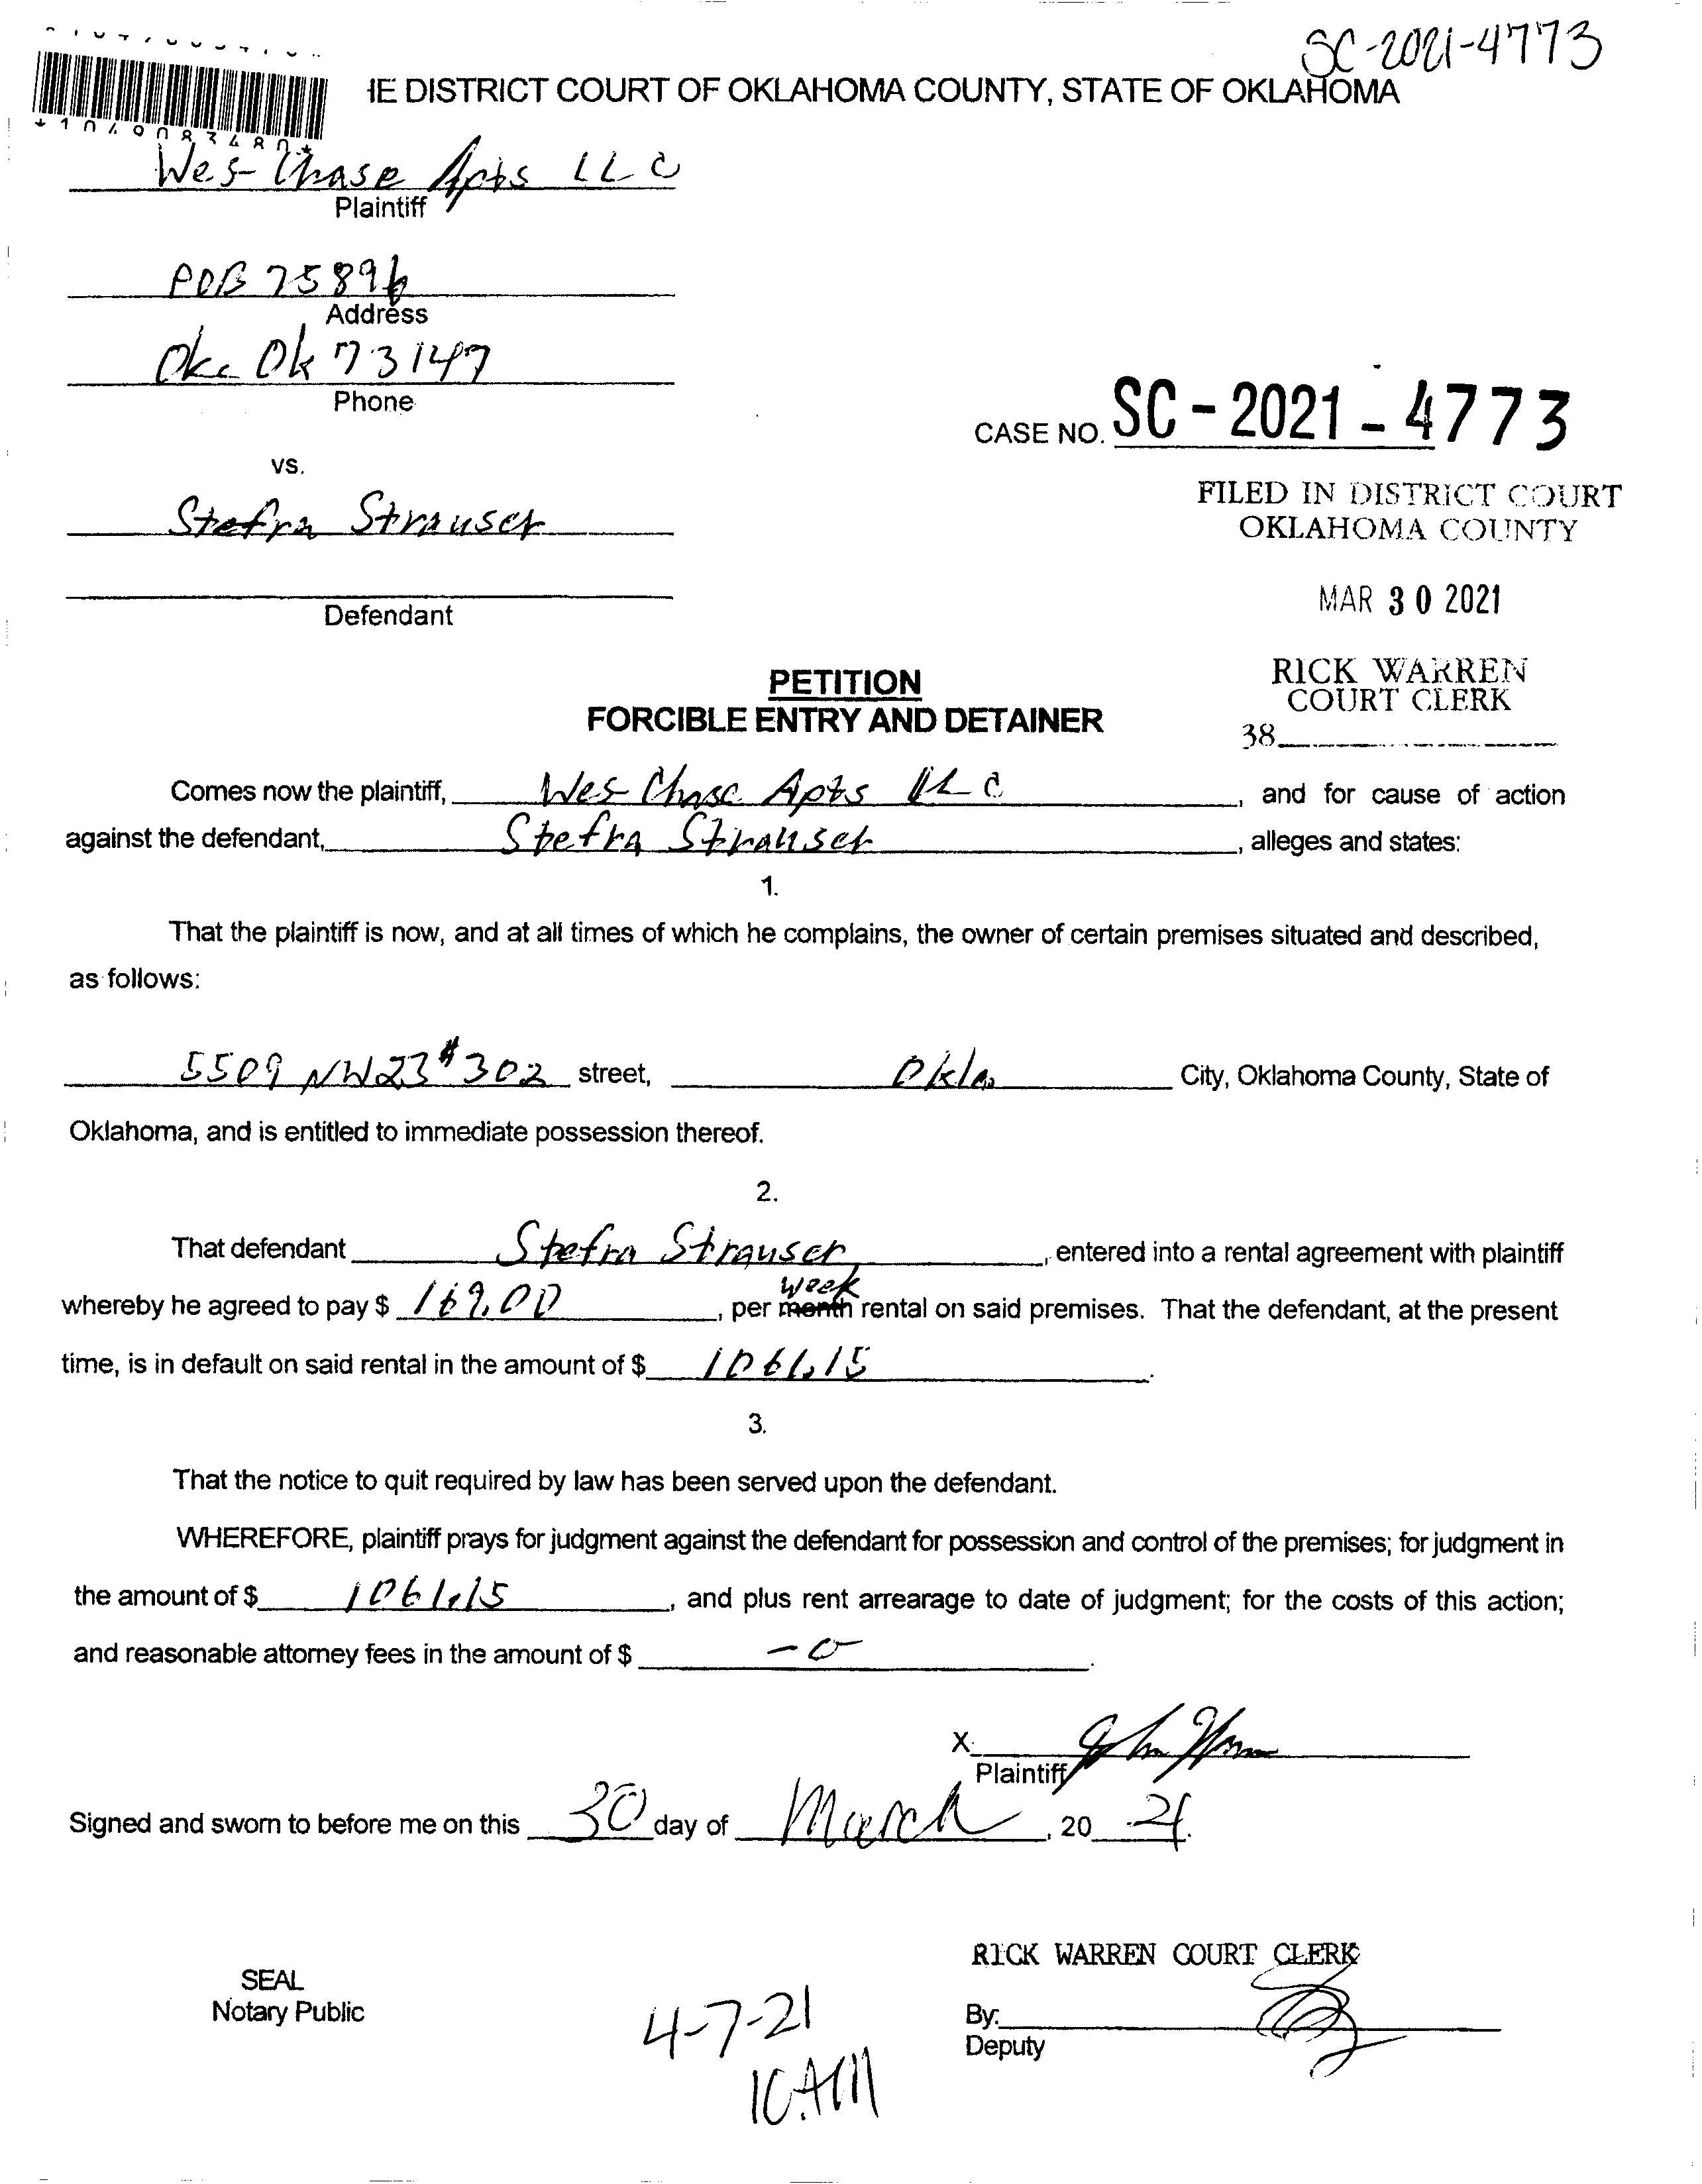 SC-2021-4773
*1049083480*
HE DISTRICT COURT OF OKLAHOMA COUNTY, STATE OF OKLAHOMA
Wes-Chase Apts LLC
Plaintiff
POB 75896
Address
Okc Ok 73147
Phone
CASE NO. SC-2021-4773
vs.
Stefra Strauser
Defendant
FILED IN DISTRICT COURT
OKLAHOMA COUNTY
MAR 30 2021
RICK WARREN
COURT CLERK
38
PETITION
FORCIBLE ENTRY AND DETAINER
Comes now the plaintiff, Wes Chase Apts LLC, and for cause of action
against the defendant, Stefra Strauser, alleges and states:
1.
That the plaintiff is now, and at all times of which he complains, the owner of certain premises situated and described,
as follows:
5509 NW23 #302 street, Okla. City, Oklahoma County, State of
Oklahoma, and is entitled to immediate possession thereof.
2.
That defendant Stefra Strauser, entered into a rental agreement with plaintiff
week
whereby he agreed to pay $ 169.00, per month rental on said premises. That the defendant, at the present
time, is in default on said rental in the amount of $ 1061.15.
3.
That the notice to quit required by law has been served upon the defendant.
WHEREFORE, plaintiff prays for judgment against the defendant for possession and control of the premises; for judgment in
the amount of $ 1061.15, and plus rent arrearage to date of judgment; for the costs of this action;
and reasonable attorney fees in the amount of $ -0-.
X
Plaintiff
Signed and sworn to before me on this 30 day of March, 20 21.
RICK WARREN COURT CLERK
SEAL
Notary Public
By:
Deputy
4-7-21
10AM